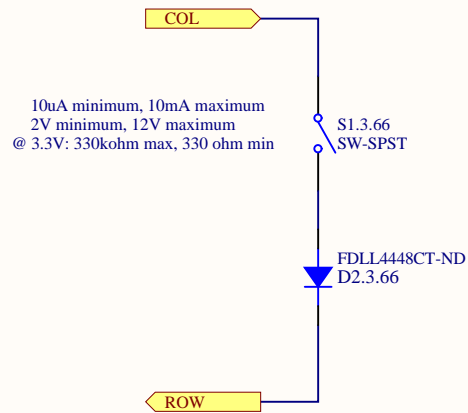 COL
10uA minimum, 10mA maximum
2V minimum, 12V maximum
@ 3.3V: 330kohm max, 330 ohm min
S1.3.66
SW-SPST
FDLL4448CT-ND
D2.3.66
ROW